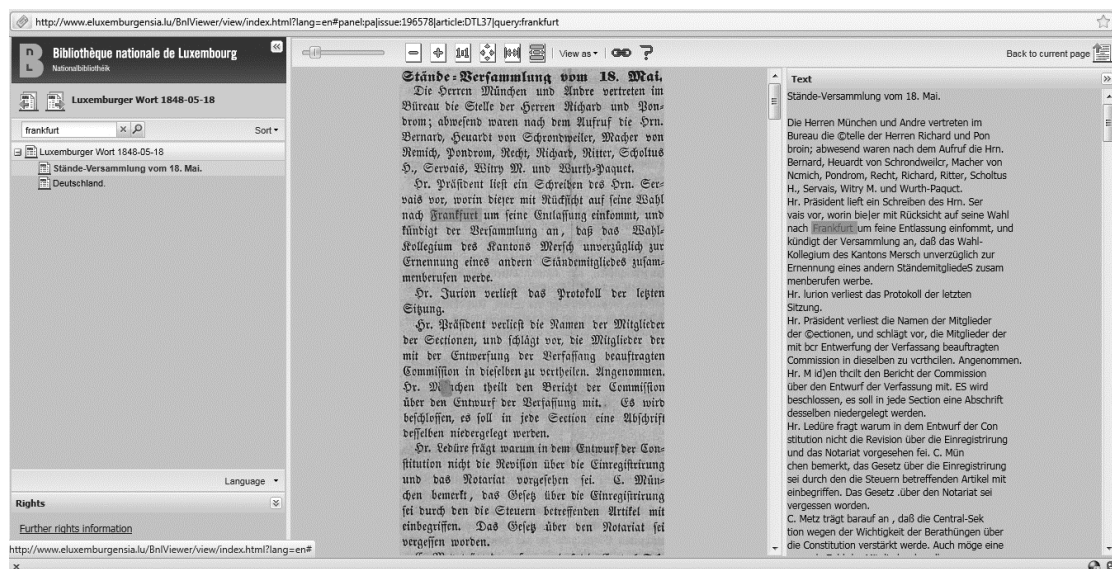 http://www.eluxemburgensia.lu/BnlViewer/view/index.html?lang=en#panel:pa|issue:196578|article:DTL37|query:frankfurt
Bibliothèque nationale de Luxembourg
Nationalbibliothéik
Luxemburger Wort 1848-05-18
frankfurt
Sort
Luxemburger Wort 1848-05-18
Stände-Versammlung vom 18. Mai.
Deutschland.
Language
Rights
Further rights information
http://www.eluxemburgensia.lu/BnlViewer/view/index.html?lang=en#
View as
Back to current page
Stände-Versammlung vom 18. Mai.
Die Herren München und Andre vertreten im
Büreau die Stelle der Herren Richard und Pon-
drom; abwesend waren nach dem Aufruf die Hrn.
Bernard, Heuardt von Schrondweiler, Macher von
Remich, Pondrom, Recht, Richard, Ritter, Scholtus
H., Servais, Witry M. und Wurth-Paquet.
Hr. Präsident liest ein Schreiben des Hrn. Ser-
vais vor, worin dieser mit Rücksicht auf seine Wahl
nach Frankfurt um seine Entlassung einkommt, und
kündigt der Versammlung an, daß das Wahl-
Kollegium des Kantons Mersch unverzüglich zur
Ernennung eines andern Ständemitgliedes zusam-
menberufen werde.
Hr. Jurion verliest das Protokoll der letzten
Sitzung.
Hr. Präsident verliest die Namen der Mitglieder
der Sectionen, und schlägt vor, die Mitglieder der
mit der Entwerfung der Verfassang beauftragten
Commission in dieselben zu vertheilen. Angenommen.
Hr. M chen theilt den Bericht der Commission
über den Entwurf der Verfassung mit. Es wird
beschlossen, es soll in jede Section eine Abschrift
desselben niedergelegt werden.
Hr. Ledüre frägt warum in dem Entwurf der Con-
stitution nicht die Revision über die Einregistrirung
und das Notariat vorgesehen sei. C. Mün-
chen bemerkt, das Gesetz über die Einregistrirung
sei durch den die Steuern betreffenden Artikel mit
einbegriffen. Das Gesetz über den Notariat sei
vergessen worden.
Text
Stände-Versammlung vom 18. Mai.
Die Herren München und Andre vertreten im
Bureau die ©telle der Herren Richard und Pon
broin; abwesend waren nach dem Aufruf die Hrn.
Bernard, Heuardt von Schrondweilcr, Macher von
Ncmich, Pondrom, Recht, Richard, Ritter, Scholtus
H., Servais, Witry M. und Wurth-Paquct.
Hr. Präsident lieft ein Schreiben des Hrn. Ser
vais vor, worin bie|er mit Rücksicht auf seine Wahl
nach Frankfurt um feine Entlassung einfommt, und
kündigt der Versammlung an, daß das Wahl-
Kollegium des Kantons Mersch unverzüglich zur
Ernennung eines andern StändemitgliedeS zusam
menberufen werbe.
Hr. lurion verliest das Protokoll der letzten
Sitzung.
Hr. Präsident verliest die Namen der Mitglieder
der ©ectionen, und schlägt vor, die Mitglieder der
mit bcr Entwerfung der Verfassang beauftragten
Commission in dieselben zu vcrthcilen. Angenommen.
Hr. M id)en thcilt den Bericht der Commission
über den Entwurf der Verfassung mit. ES wird
beschlossen, es soll in jede Section eine Abschrift
desselben niedergelegt werden.
Hr. Ledüre fragt warum in dem Entwurf der Con
stitution nicht die Revision über die Einregistrirung
und das Notariat vorgesehen fei. C. Mün
chen bemerkt, das Gesetz über die Einregistrirung
sei durch den die Steuern betreffenden Artikel mit
einbegriffen. Das Gesetz .über den Notariat sei
vergessen worden.
C. Metz trägt barauf an , daß die Central-Sek
tion wegen der Wichtigkeit der Berathüngen über
die Constitution verstärkt werde. Auch möge eine